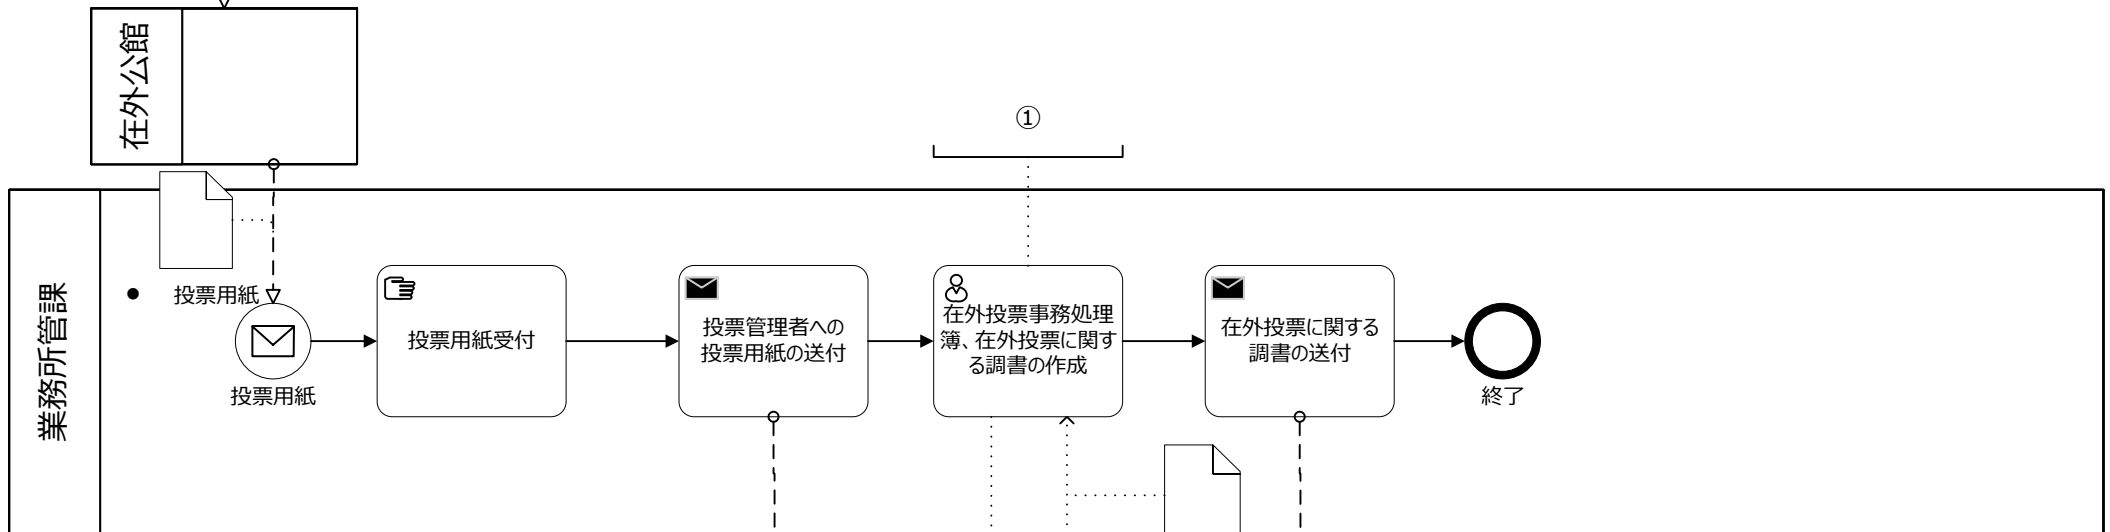 在外公館
①
業務所管課
● 投票用紙
投票用紙
投票用紙受付
投票管理者への
投票用紙の送付
在外投票事務処理
簿、在外投票に関す
る調書の作成
在外投票に関する
調書の送付
終了